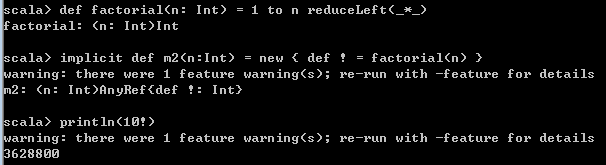 scala> def factorial(n: Int) = 1 to n reduceLeft(_*_)
factorial: (n: Int)Int
scala> implicit def m2(n:Int) = new { def ! = factorial(n) }
warning: there were 1 feature warning(s); re-run with -feature for details
m2: (n: Int)AnyRef{def !: Int}
scala> println(10!)
warning: there were 1 feature warning(s); re-run with -feature for details
3628800